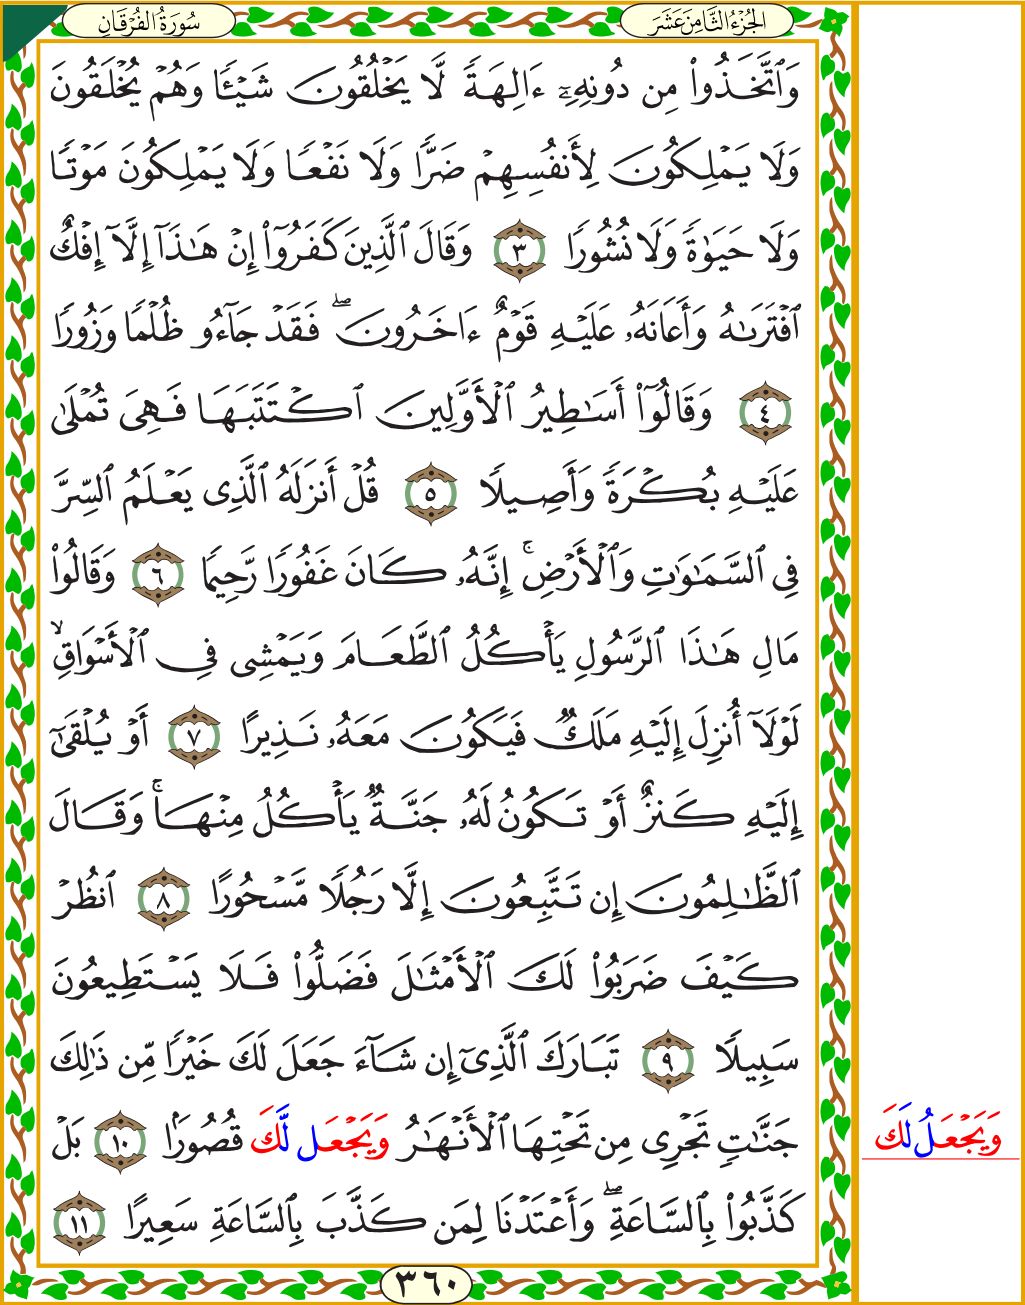 الجُزْءُ الثَّامِنَ عَشَرَ
سُورَةُ الفُرْقَانِ
وَٱتَّخَذُوا۟ مِن دُونِهِۦٓ ءَالِهَةً لَّا يَخْلُقُونَ شَيْـًٔا وَهُمْ يُخْلَقُونَ
وَلَا يَمْلِكُونَ لِأَنفُسِهِمْ ضَرًّا وَلَا نَفْعًا وَلَا يَمْلِكُونَ مَوْتًا
وَلَا حَيَوٰةً وَلَا نُشُورًا ٣ وَقَالَ ٱلَّذِينَ كَفَرُوٓا۟ إِنْ هَٰذَآ إِلَّآ إِفْكٌ
ٱفْتَرَىٰهُ وَأَعَانَهُۥ عَلَيْهِ قَوْمٌ ءَاخَرُونَ ۖ فَقَدْ جَآءُو ظُلْمًا وَزُورًا
٤ وَقَالُوٓا۟ أَسَٰطِيرُ ٱلْأَوَّلِينَ ٱكْتَتَبَهَا فَهِىَ تُمْلَىٰ
عَلَيْهِ بُكْرَةً وَأَصِيلًا ٥ قُلْ أَنزَلَهُ ٱلَّذِى يَعْلَمُ ٱلسِّرَّ
فِى ٱلسَّمَٰوَٰتِ وَٱلْأَرْضِ ۚ إِنَّهُۥ كَانَ غَفُورًا رَّحِيمًا ٦ وَقَالُوا۟
مَالِ هَٰذَا ٱلرَّسُولِ يَأْكُلُ ٱلطَّعَامَ وَيَمْشِى فِى ٱلْأَسْوَاقِ ۙ
لَوْلَآ أُنزِلَ إِلَيْهِ مَلَكٌ فَيَكُونَ مَعَهُۥ نَذِيرًا ٧ أَوْ يُلْقَىٰٓ
إِلَيْهِ كَنزٌ أَوْ تَكُونُ لَهُۥ جَنَّةٌ يَأْكُلُ مِنْهَا ۚ وَقَالَ
ٱلظَّٰلِمُونَ إِن تَتَّبِعُونَ إِلَّا رَجُلًا مَّسْحُورًا ٨ ٱنظُرْ
كَيْفَ ضَرَبُوا۟ لَكَ ٱلْأَمْثَٰلَ فَضَلُّوا۟ فَلَا يَسْتَطِيعُونَ
سَبِيلًا ٩ تَبَارَكَ ٱلَّذِىٓ إِن شَآءَ جَعَلَ لَكَ خَيْرًا مِّن ذَٰلِكَ
جَنَّٰتٍ تَجْرِى مِن تَحْتِهَا ٱلْأَنْهَٰرُ وَيَجْعَل لَّكَ قُصُورًۢا ١٠ بَلْ
كَذَّبُوا۟ بِٱلسَّاعَةِ ۖ وَأَعْتَدْنَا لِمَن كَذَّبَ بِٱلسَّاعَةِ سَعِيرًا ١١
وَيَجْعَلُ لَكَ
٣٦٠